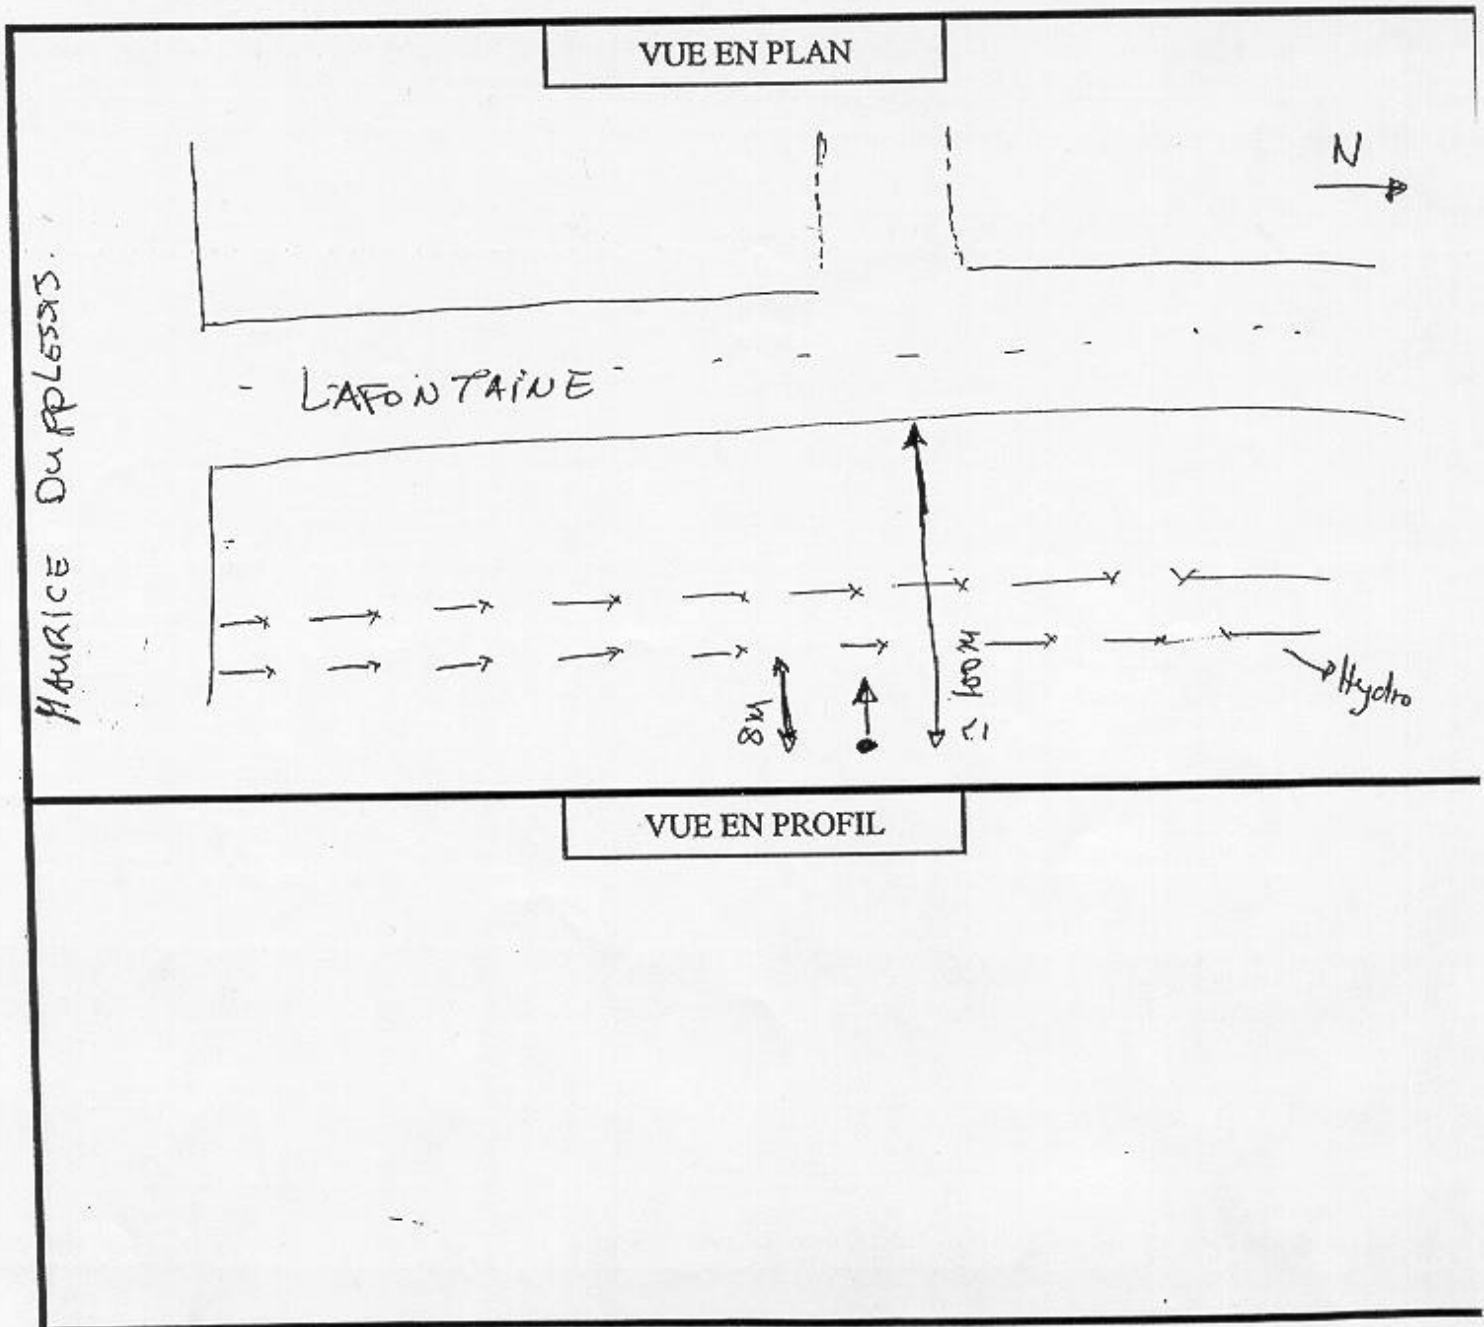 VUE EN PLAN
N
MAURICE DUPPLESSIS.
- LAFONTAINE -
8M
100M
Hydro
VUE EN PROFIL